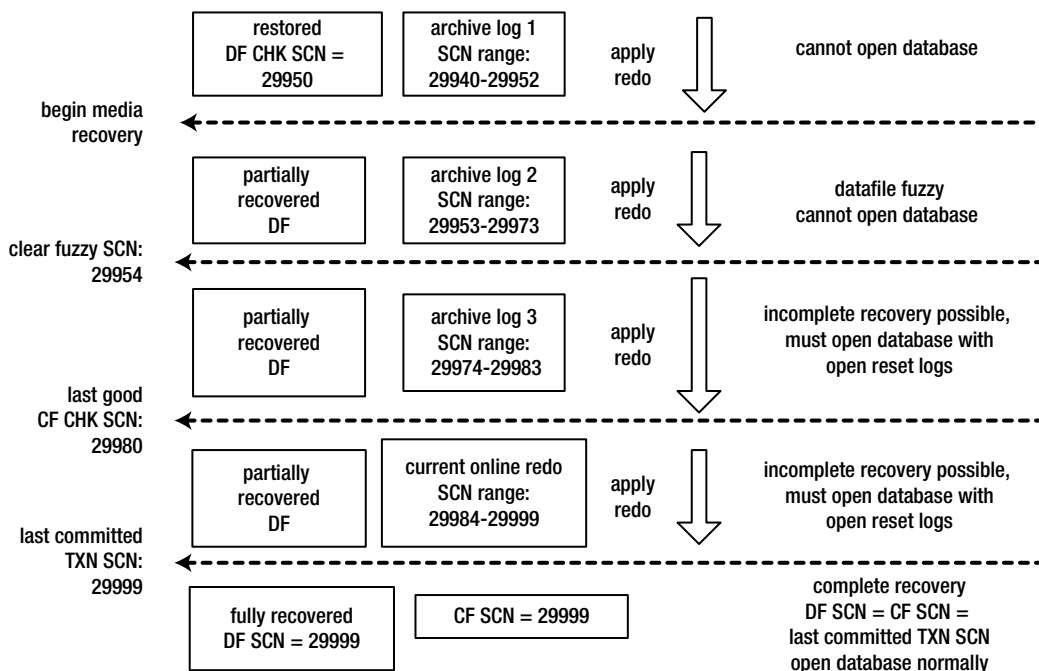 restored
DF CHK SCN =
29950
archive log 1
SCN range:
29940-29952
apply
redo
cannot open database
begin media
recovery
partially
recovered
DF
archive log 2
SCN range:
29953-29973
apply
redo
datafile fuzzy
cannot open database
clear fuzzy SCN:
29954
partially
recovered
DF
archive log 3
SCN range:
29974-29983
apply
redo
incomplete recovery possible,
must open database with
open reset logs
last good
CF CHK SCN:
29980
partially
recovered
DF
current online redo
SCN range:
29984-29999
apply
redo
incomplete recovery possible,
must open database with
open reset logs
last committed
TXN SCN:
29999
fully recovered
DF SCN = 29999
CF SCN = 29999
complete recovery
DF SCN = CF SCN =
last committed TXN SCN
open database normally